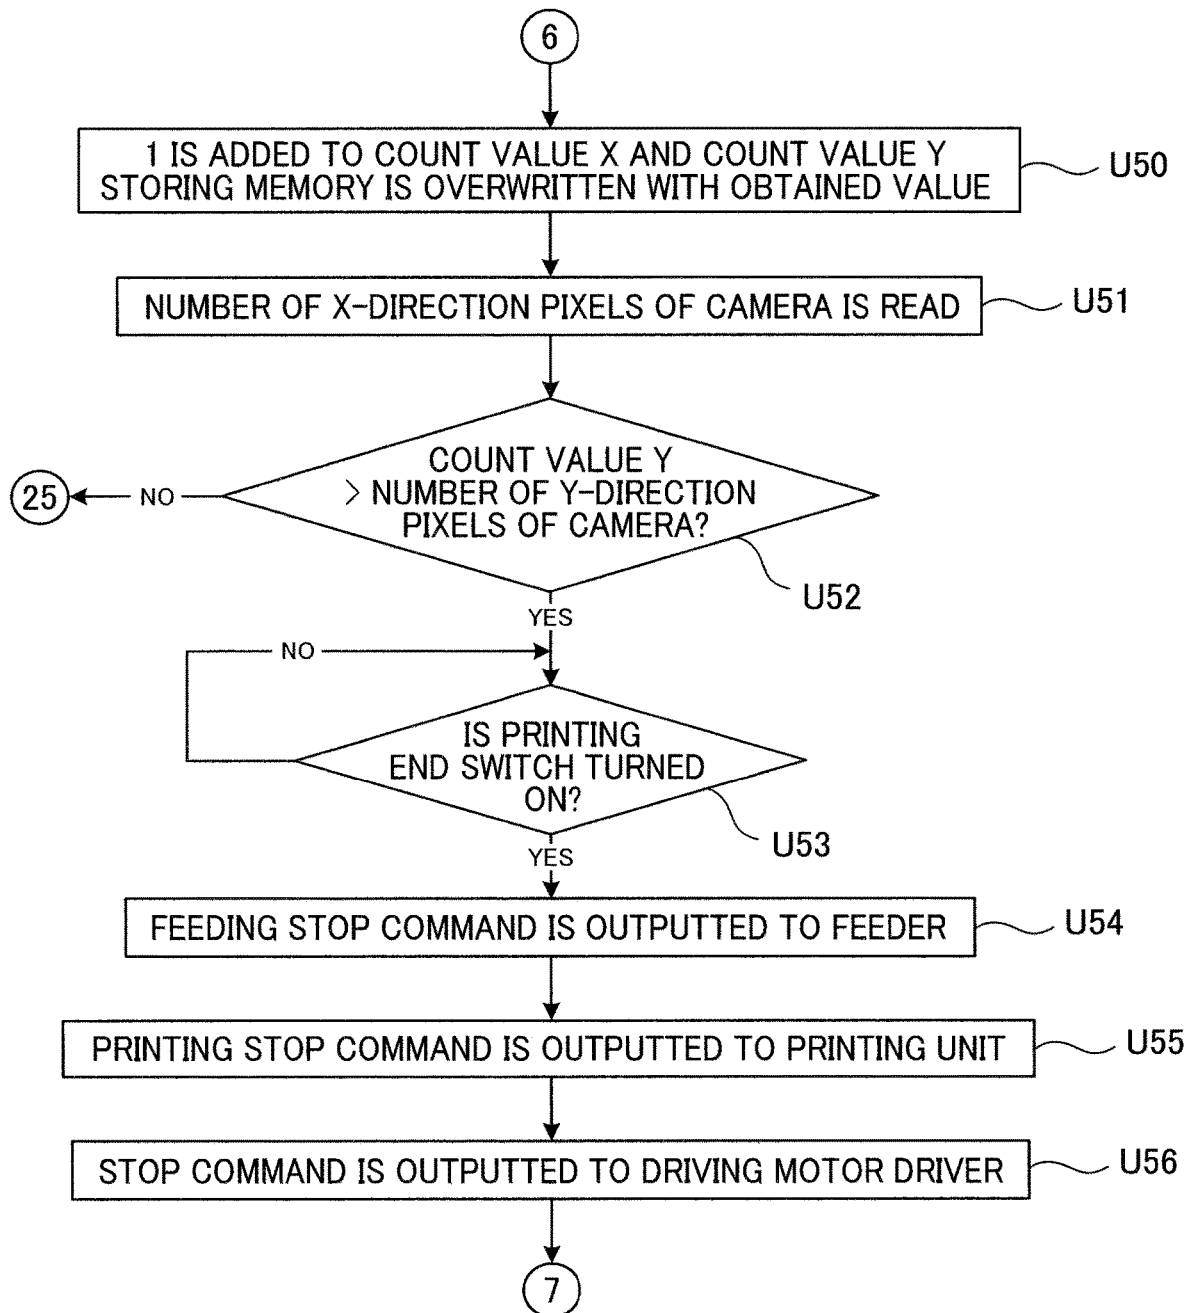 6
1 IS ADDED TO COUNT VALUE X AND COUNT VALUE Y
STORING MEMORY IS OVERWRITTEN WITH OBTAINED VALUE
U50
NUMBER OF X-DIRECTION PIXELS OF CAMERA IS READ
U51
COUNT VALUE Y
> NUMBER OF Y-DIRECTION
PIXELS OF CAMERA?
25
NO
U52
YES
NO
IS PRINTING
END SWITCH TURNED
ON?
U53
YES
FEEDING STOP COMMAND IS OUTPUTTED TO FEEDER
U54
PRINTING STOP COMMAND IS OUTPUTTED TO PRINTING UNIT
U55
STOP COMMAND IS OUTPUTTED TO DRIVING MOTOR DRIVER
U56
7